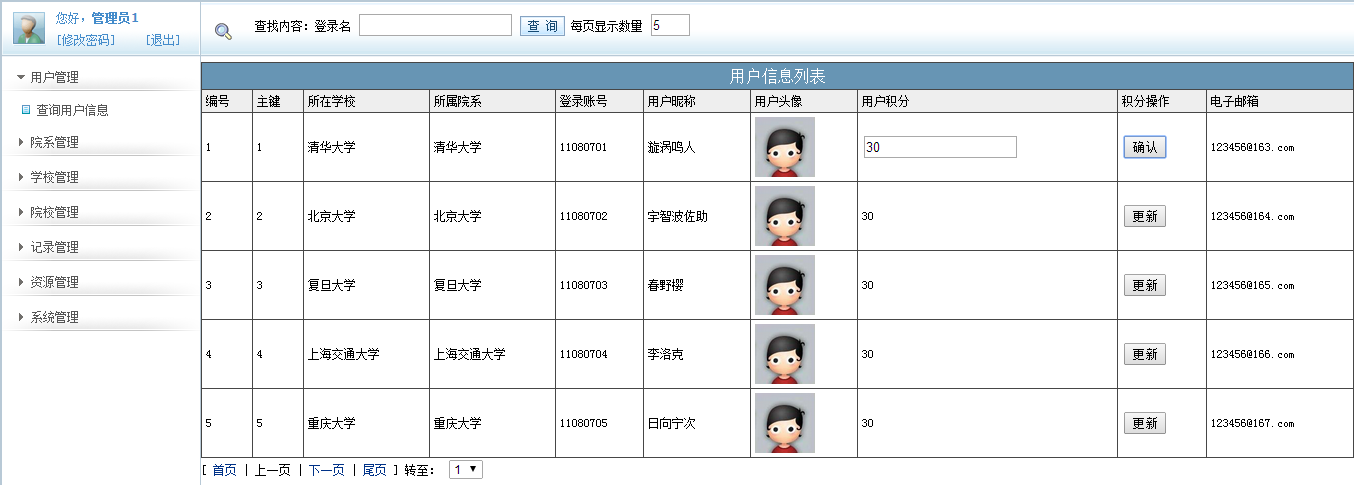 您好，管理员1
[修改密码] [退出]
查找内容：登录名 查 询 每页显示数量 5
用户管理
查询用户信息
院系管理
学校管理
院校管理
记录管理
资源管理
系统管理
用户信息列表
编号 主键 所在学校 所属院系 登录账号 用户昵称 用户头像 用户积分 积分操作 电子邮箱
1 1 清华大学 清华大学 11080701 漩涡鸣人 30 确认 123456@163.com
2 2 北京大学 北京大学 11080702 宇智波佐助 30 更新 123456@164.com
3 3 复旦大学 复旦大学 11080703 春野樱 30 更新 123456@165.com
4 4 上海交通大学 上海交通大学 11080704 李洛克 30 更新 123456@166.com
5 5 重庆大学 重庆大学 11080705 日向宁次 30 更新 123456@167.com
[ 首页 | 上一页 | 下一页 | 尾页 ] 转至： 1